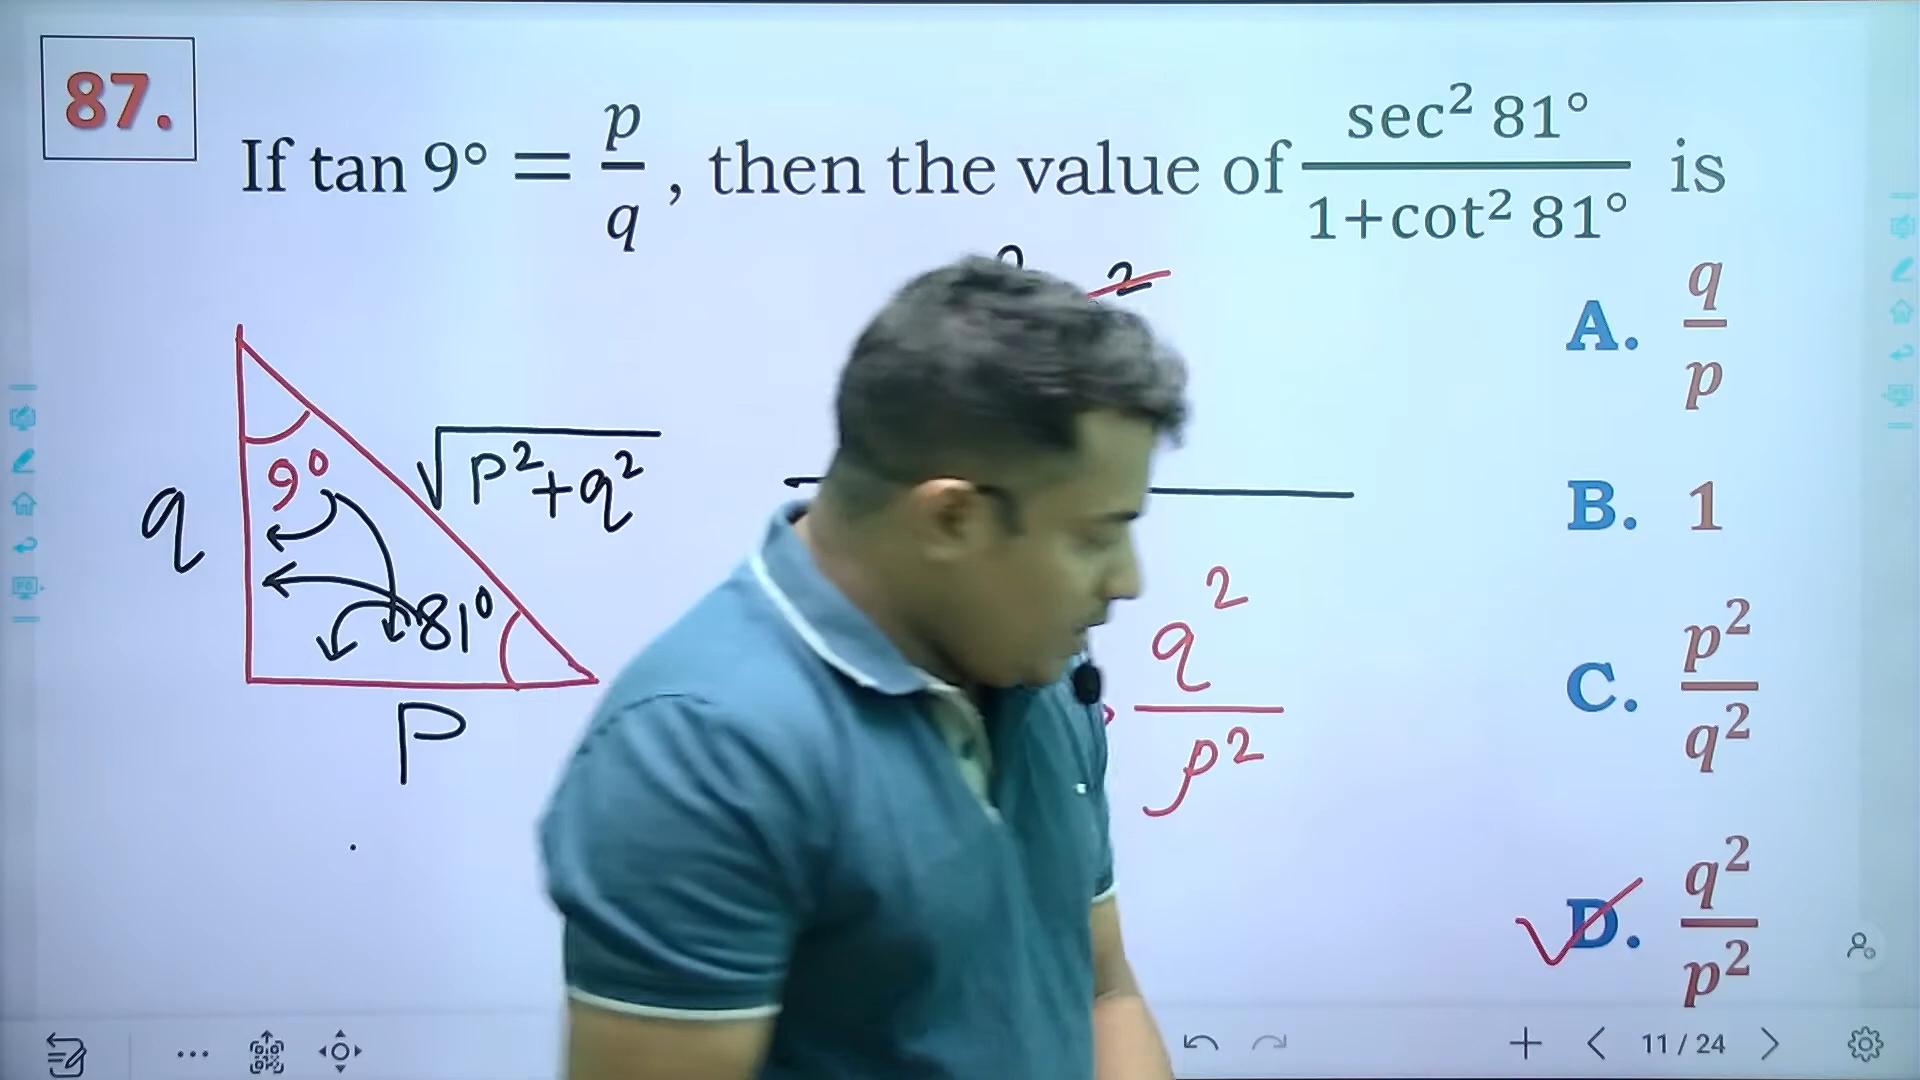 87.
If tan 9° = p/q , then the value of sec² 81° / 1+cot² 81° is
A. q/p
B. 1
C. p²/q²
D. q²/p²
9°
√p²+q²
q
81°
P
2
q²/p²
11 / 24